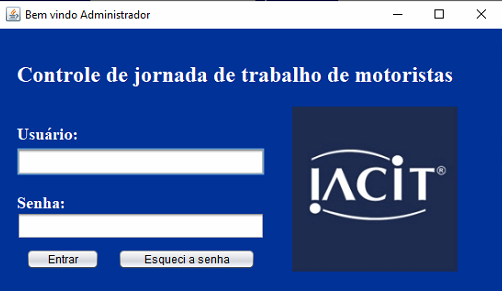 Bem vindo Administrador
Controle de jornada de trabalho de motoristas
Usuário:
Senha:
Entrar
Esqueci a senha
IACIT®